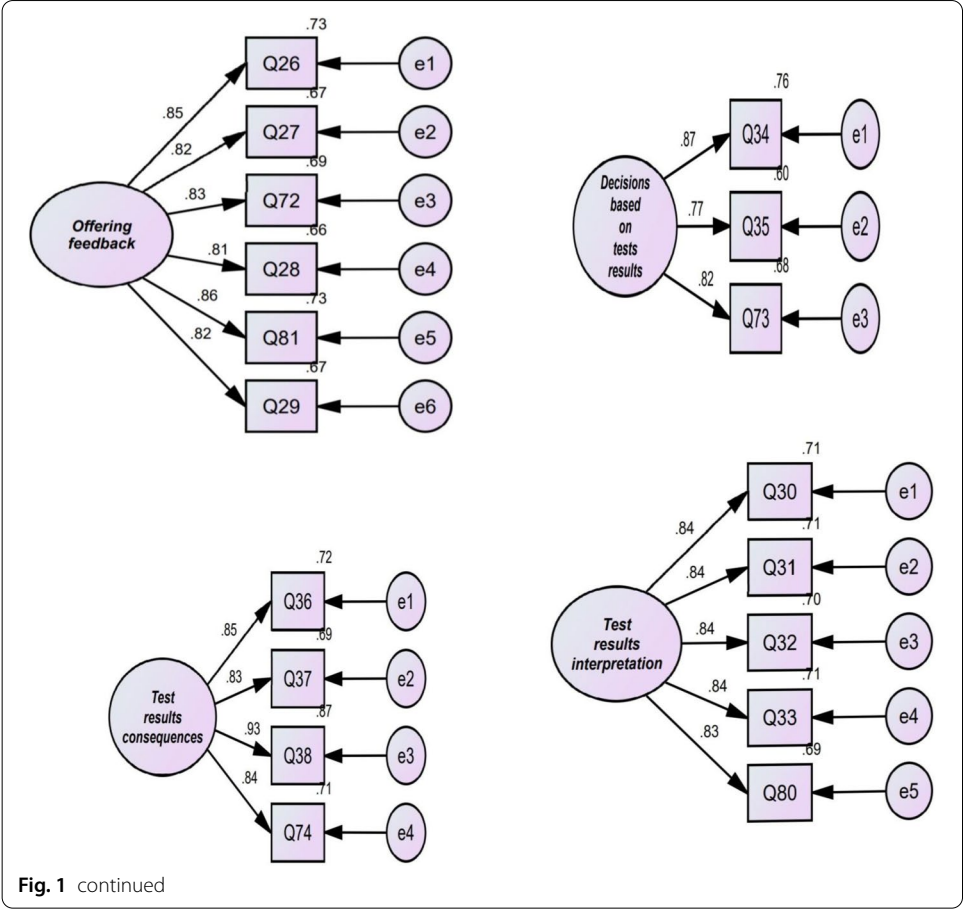 .73
Q26
e1
.85
.67
Q27
e2
.82
.69
.83
Q72
e3
Offering
feedback
.66
.81
Q28
e4
.73
.86
Q81
e5
.82
.67
Q29
e6
.76
.87
Q34
e1
.60
Decisions
based
on
tests
results
.77
Q35
e2
.68
.82
Q73
e3
.72
Q36
e1
.85
.69
.83
Q37
e2
Test
results
consequences
.87
.93
Q38
e3
.71
.84
Q74
e4
.71
Q30
e1
.84
.71
.84
Q31
e2
.70
Test
results
interpretation
.84
Q32
e3
.71
.84
Q33
e4
.83
.69
Q80
e5
Fig. 1 continued